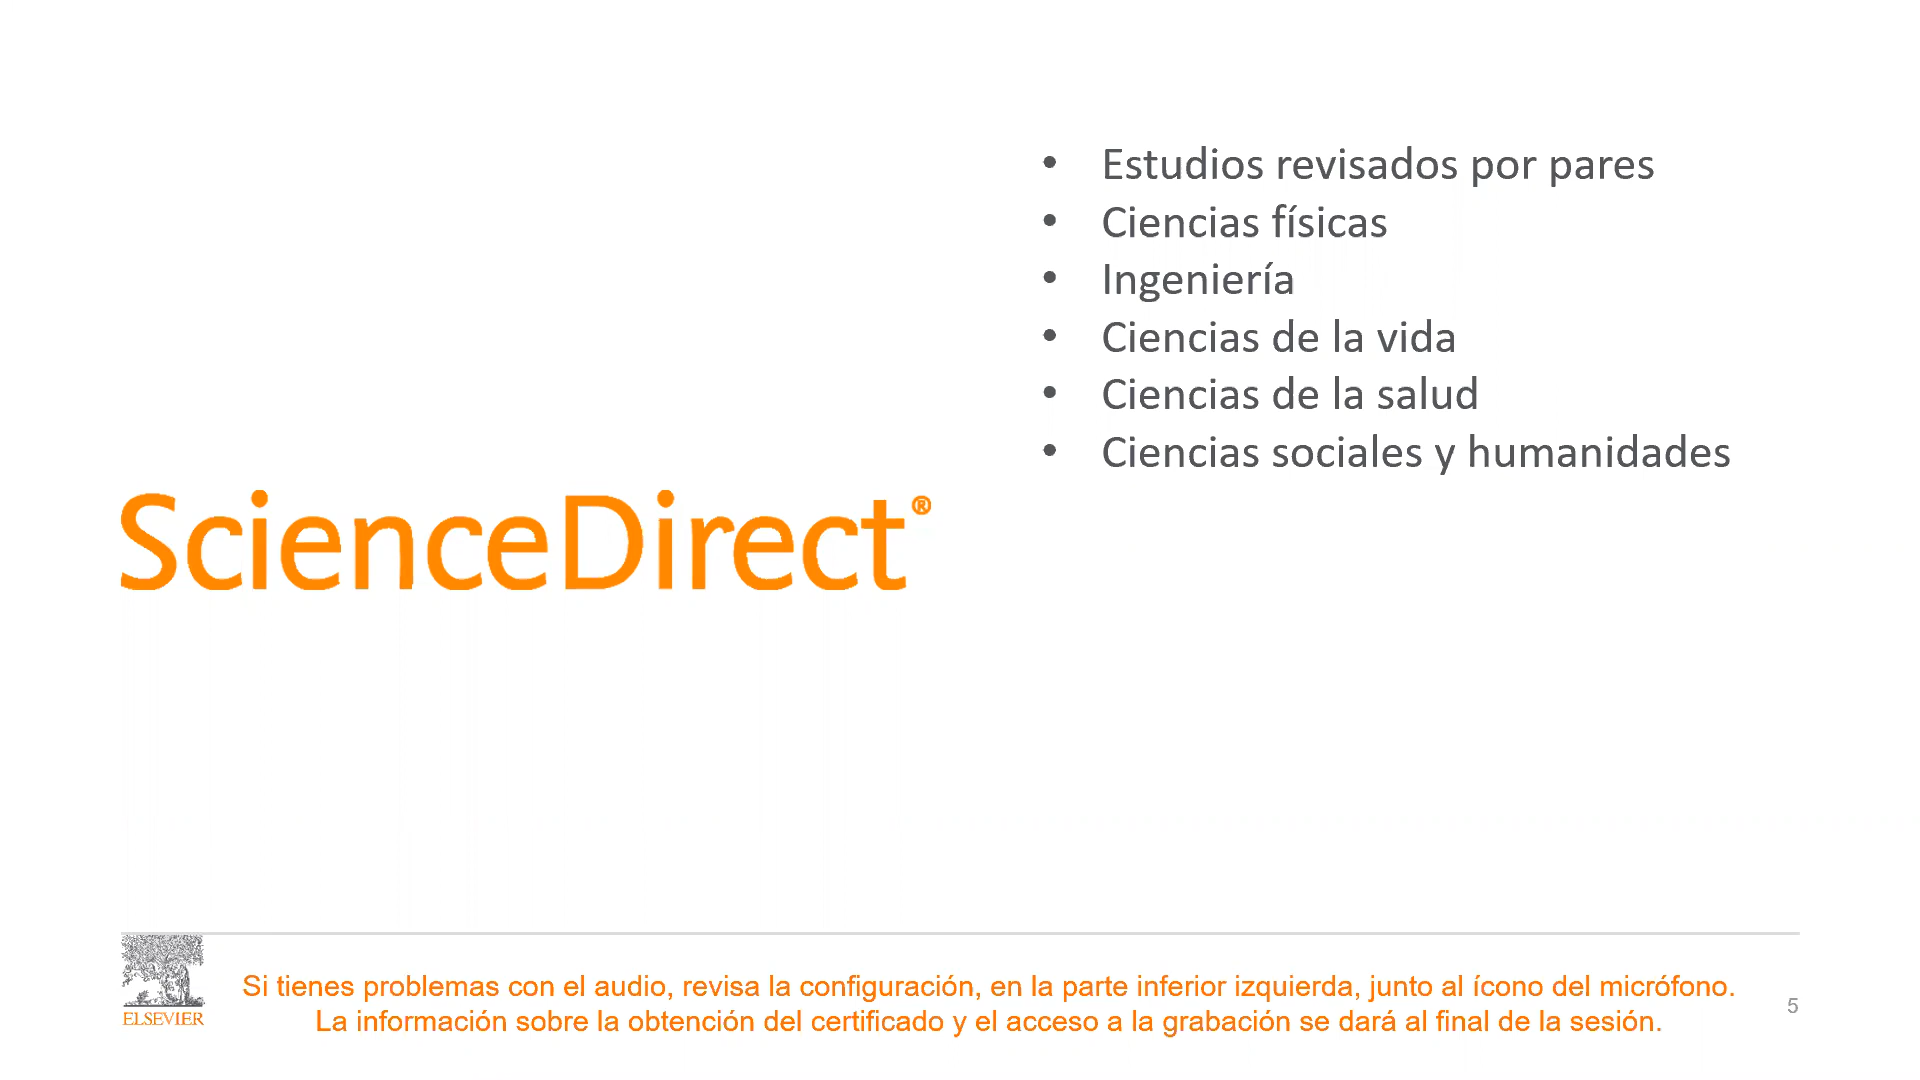 • Estudios revisados por pares
• Ciencias físicas
• Ingeniería
• Ciencias de la vida
• Ciencias de la salud
• Ciencias sociales y humanidades
ScienceDirect®
ELSEVIER
Si tienes problemas con el audio, revisa la configuración, en la parte inferior izquierda, junto al ícono del micrófono.
La información sobre la obtención del certificado y el acceso a la grabación se dará al final de la sesión.
5